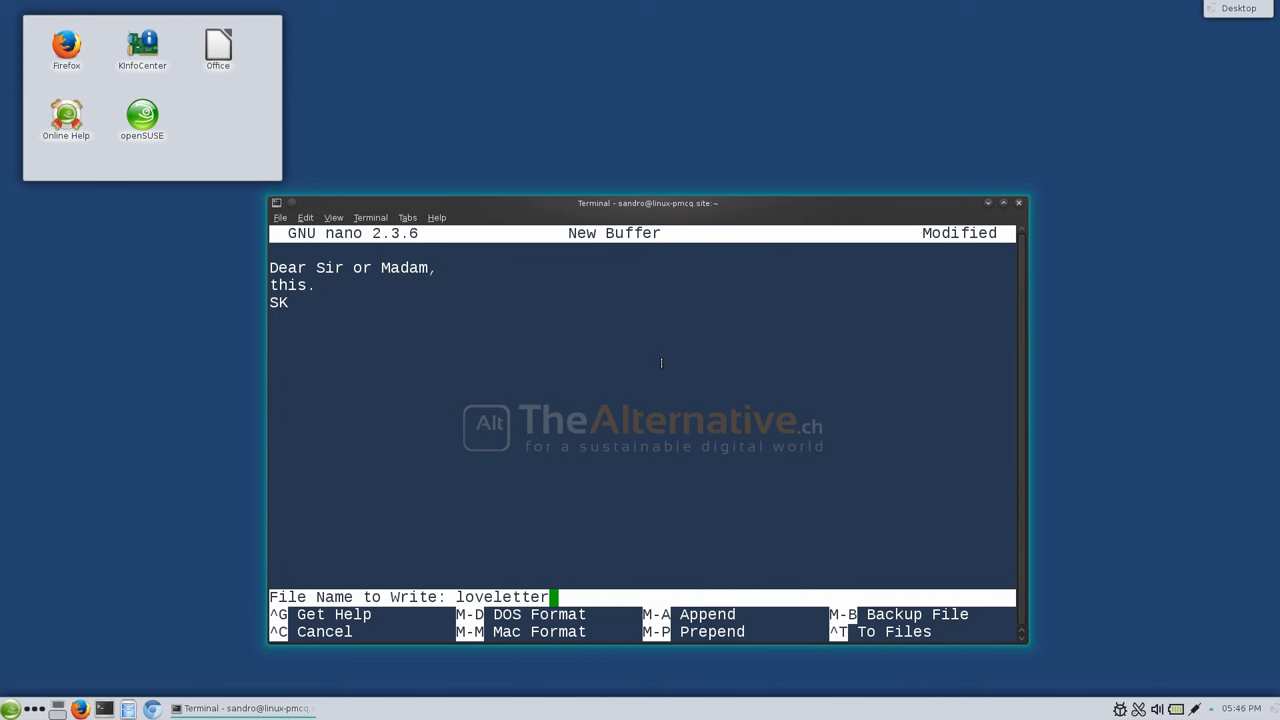 Desktop
Firefox
KInfoCenter
Office
Online Help
openSUSE
Terminal - sandro@linux-pmcq.site:~
File Edit View Terminal Tabs Help
GNU nano 2.3.6 New Buffer Modified
Dear Sir or Madam,
this.
SK
Alt TheAlternative.ch
for a sustainable digital world
File Name to Write: loveletter
^G Get Help M-D DOS Format M-A Append M-B Backup File
^C Cancel M-M Mac Format M-P Prepend ^T To Files
Terminal - sandro@linux-pmcq.s
05:46 PM